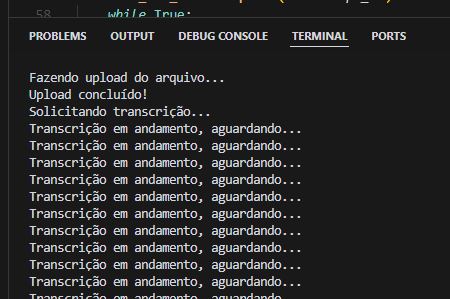 58 while True:
PROBLEMS OUTPUT DEBUG CONSOLE TERMINAL PORTS
Fazendo upload do arquivo...
Upload concluído!
Solicitando transcrição...
Transcrição em andamento, aguardando...
Transcrição em andamento, aguardando...
Transcrição em andamento, aguardando...
Transcrição em andamento, aguardando...
Transcrição em andamento, aguardando...
Transcrição em andamento, aguardando...
Transcrição em andamento, aguardando...
Transcrição em andamento, aguardando...
Transcrição em andamento, aguardando...
Transcrição em andamento, aguardando...
Transcrição em andamento, aguardando...